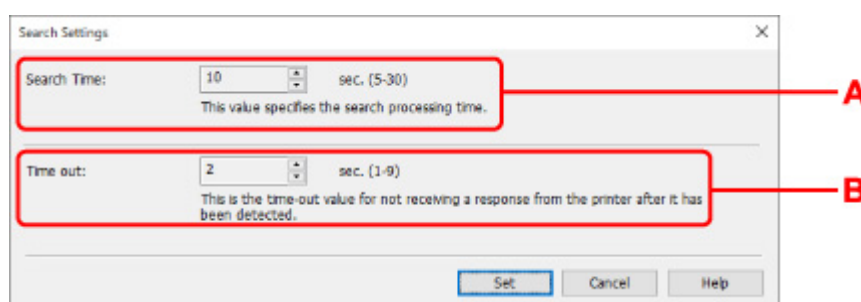 Search Settings
Search Time: 10 sec. (5-30)
This value specifies the search processing time.
A
Time out: 2 sec. (1-9)
This is the time-out value for not receiving a response from the printer after it has
been detected.
B
Set Cancel Help